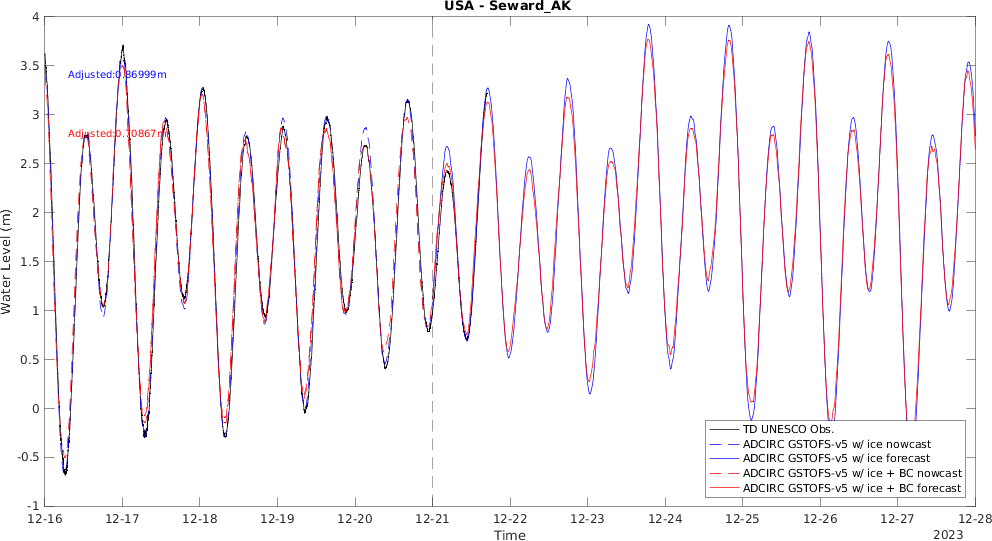 USA - Seward_AK
Water Level (m)
4
3.5
3
2.5
2
1.5
1
0.5
0
-0.5
-1
Adjusted:0.86999m
Adjusted:0.70867m
TD UNESCO Obs.
ADCIRC GSTOFS-v5 w/ ice nowcast
ADCIRC GSTOFS-v5 w/ ice forecast
ADCIRC GSTOFS-v5 w/ ice + BC nowcast
ADCIRC GSTOFS-v5 w/ ice + BC forecast
12-16 12-17 12-18 12-19 12-20 12-21 12-22 12-23 12-24 12-25 12-26 12-27 12-28
Time
2023